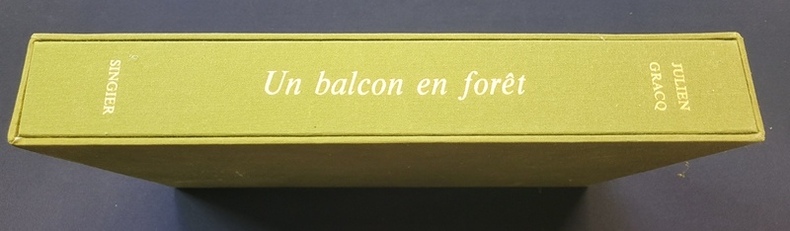 SINGIER
Un balcon en forêt
JULIEN
GRACQ